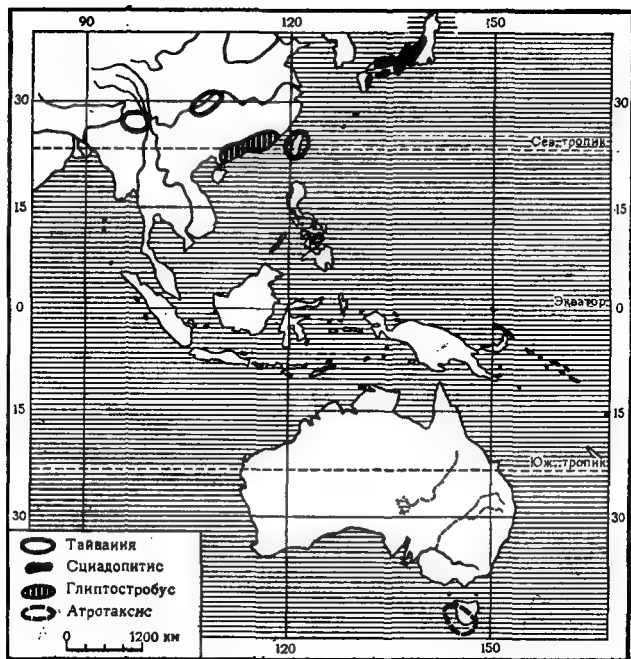 90 120 150
30 30
Сев. тропик
15 15
0 Экватор 0
15 15
Юж. тропик
30 30
Тайвания
Сциадопитис
Глиптостробус
Атротаксис
0 1200 км
120 150